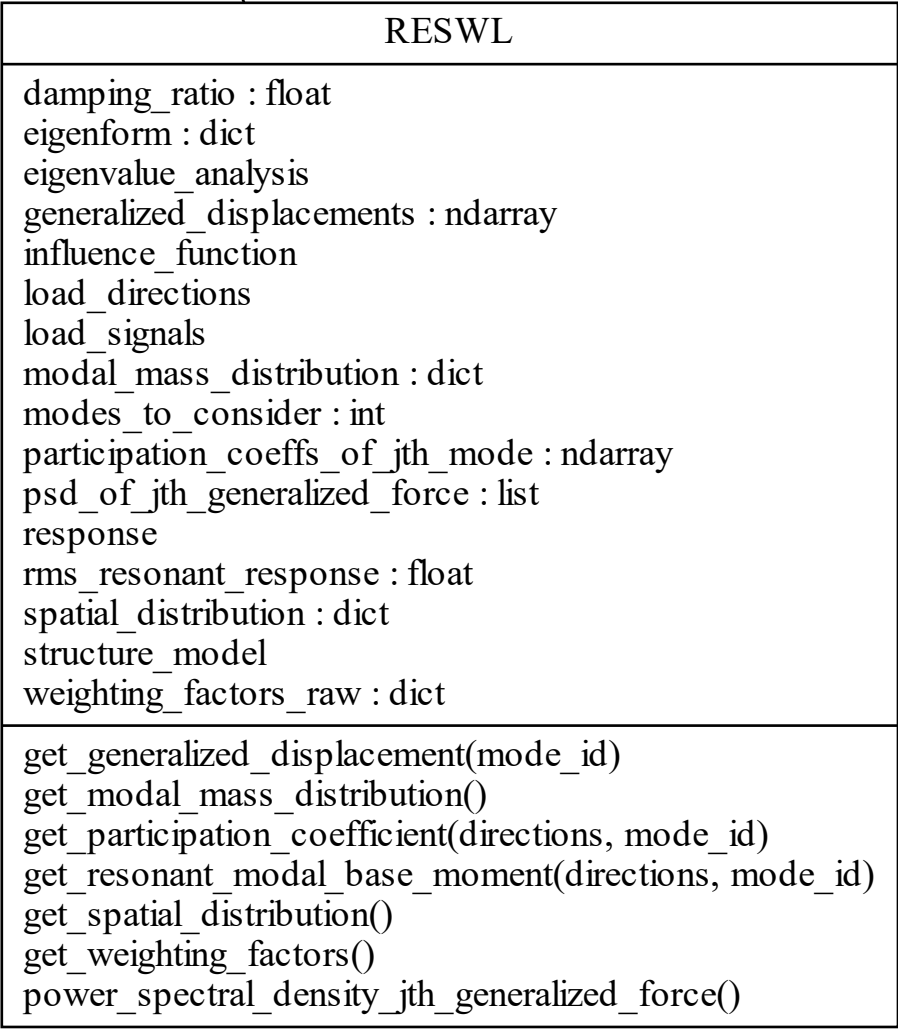 RESWL
damping_ratio : float
eigenform : dict
eigenvalue_analysis
generalized_displacements : ndarray
influence_function
load_directions
load_signals
modal_mass_distribution : dict
modes_to_consider : int
participation_coeffs_of_jth_mode : ndarray
psd_of_jth_generalized_force : list
response
rms_resonant_response : float
spatial_distribution : dict
structure_model
weighting_factors_raw : dict
get_generalized_displacement(mode_id)
get_modal_mass_distribution()
get_participation_coefficient(directions, mode_id)
get_resonant_modal_base_moment(directions, mode_id)
get_spatial_distribution()
get_weighting_factors()
power_spectral_density_jth_generalized_force()